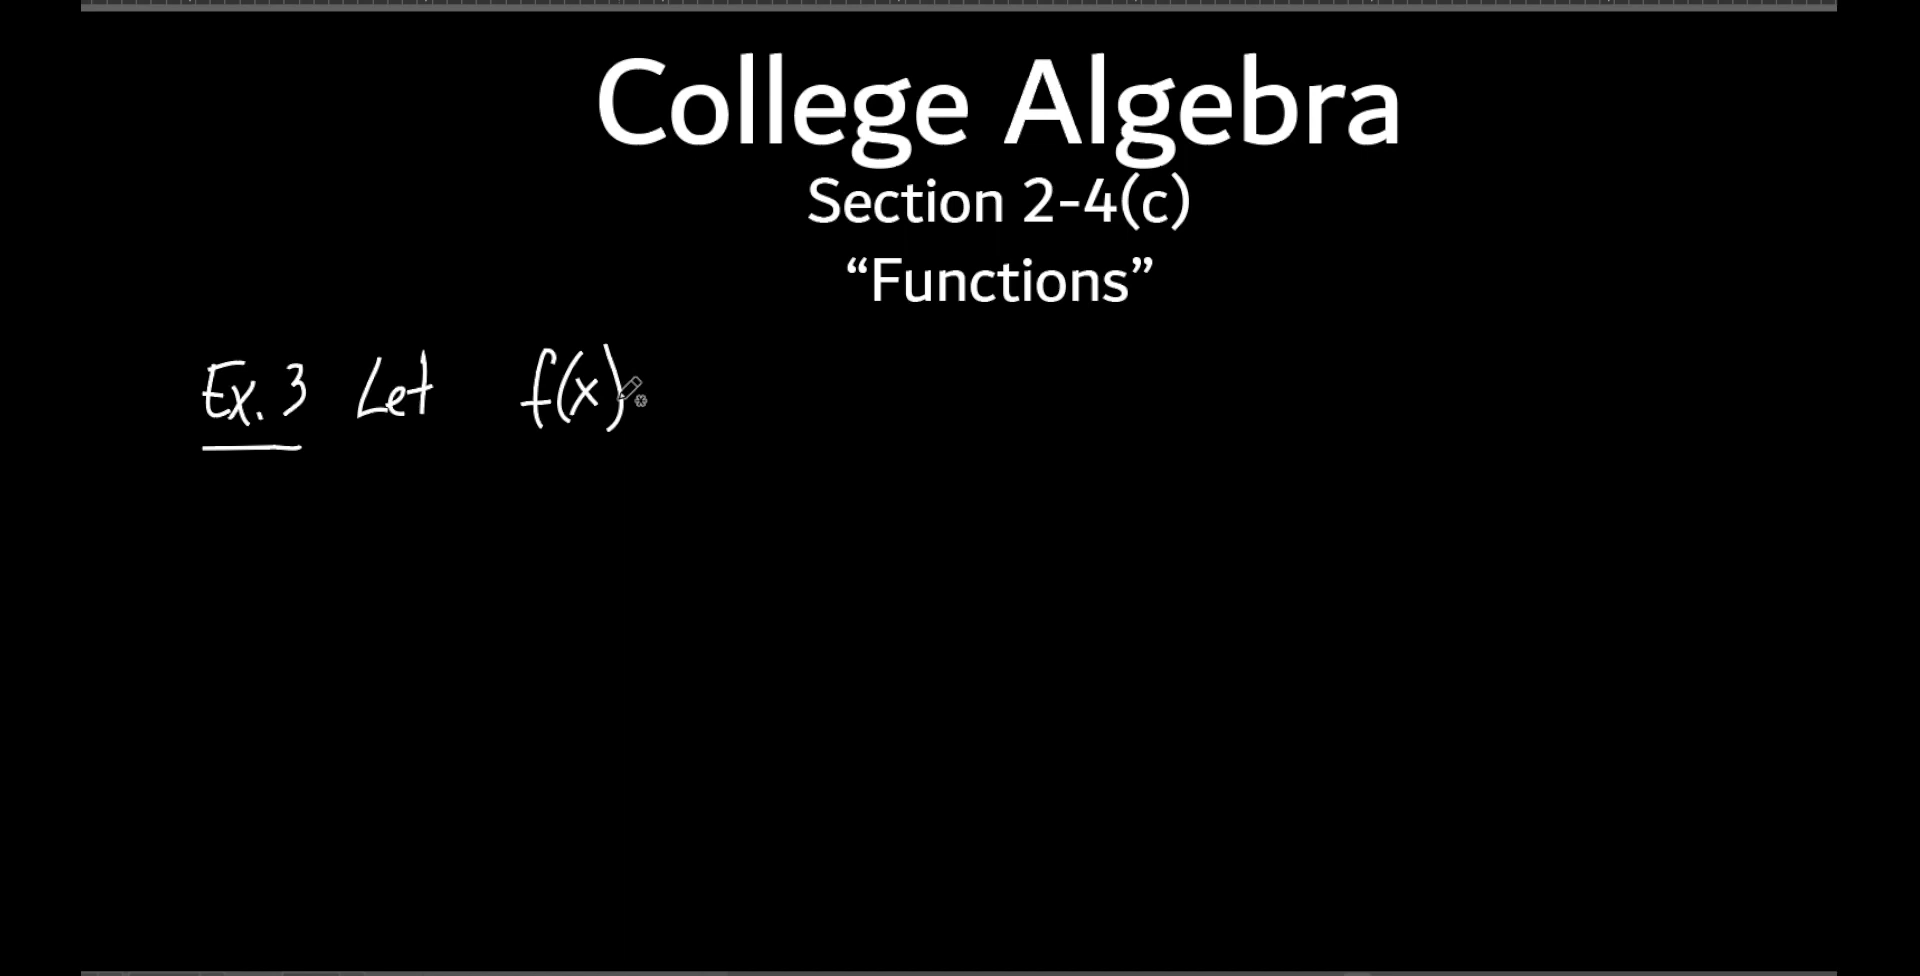 College Algebra
Section 2-4(c)
“Functions”
Ex. 3 Let f(x)